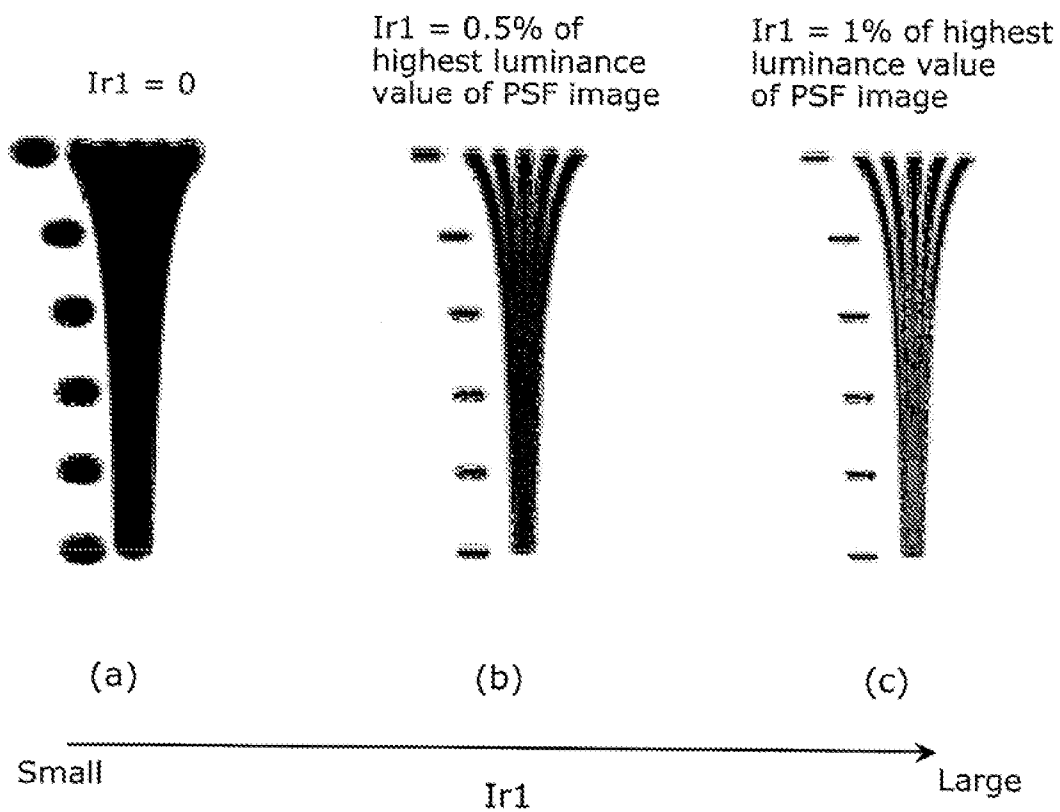 Ir1 = 0
Ir1 = 0.5% of
highest luminance
value of PSF image
Ir1 = 1% of highest
luminance value
of PSF image
(a)
(b)
(c)
Small
Ir1
Large